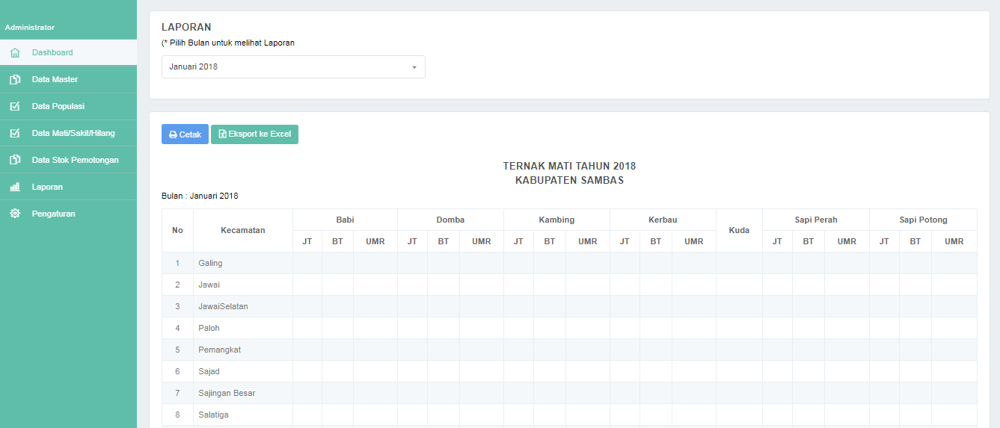 Administrator
Dashboard
Data Master
Data Populasi
Data Mati/Sakit/Hilang
Data Stok Pemotongan
Laporan
Pengaturan
LAPORAN
(* Pilih Bulan untuk melihat Laporan
Januari 2018
Cetak Eksport ke Excel
TERNAK MATI TAHUN 2018
KABUPATEN SAMBAS
Bulan : Januari 2018
No Kecamatan Babi Domba Kambing Kerbau Kuda Sapi Perah Sapi Potong
JT BT UMR JT BT UMR JT BT UMR JT BT UMR JT BT UMR JT BT UMR
1 Galing
2 Jawai
3 JawaiSelatan
4 Paloh
5 Pemangkat
6 Sajad
7 Sajingan Besar
8 Salatiga